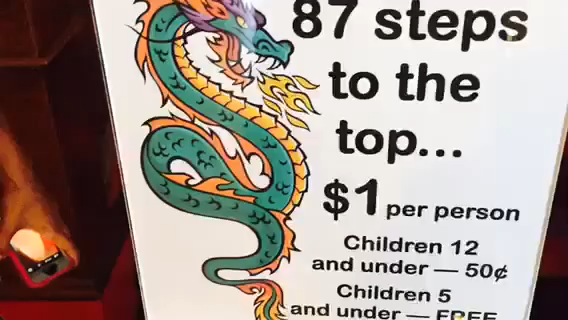 87 steps
to the
top...
$1 per person
Children 12
and under — 50¢
Children 5
and under — FREE